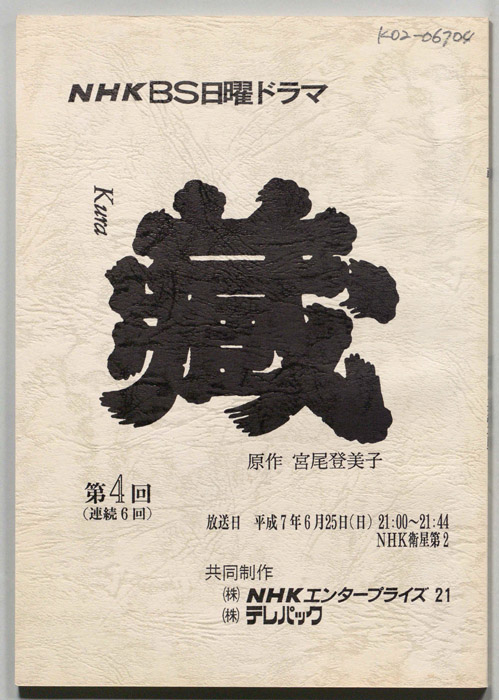 K02-06704
NHK BS日曜ドラマ
Kura
蔵
原作 宮尾登美子
第4回
(連続6回)
放送日 平成7年6月25日(日) 21:00〜21:44
NHK衛星第2
共同制作
㈱ NHKエンタープライズ 21
㈱ テレパック